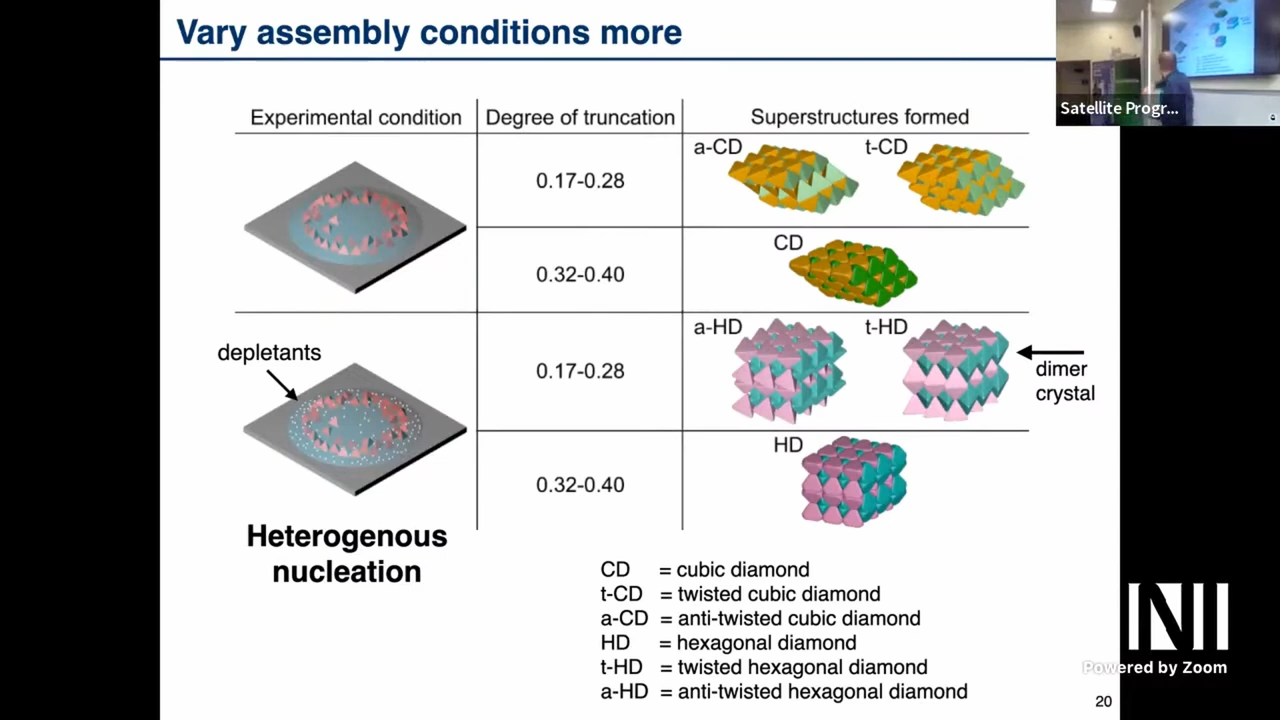 Vary assembly conditions more
Satellite Progr...
Experimental condition
Degree of truncation
Superstructures formed
0.17-0.28
a-CD
t-CD
0.32-0.40
CD
depletants
0.17-0.28
a-HD
t-HD
dimer
crystal
0.32-0.40
HD
Heterogenous
nucleation
CD = cubic diamond
t-CD = twisted cubic diamond
a-CD = anti-twisted cubic diamond
HD = hexagonal diamond
t-HD = twisted hexagonal diamond
a-HD = anti-twisted hexagonal diamond
NII
Powered by Zoom
20